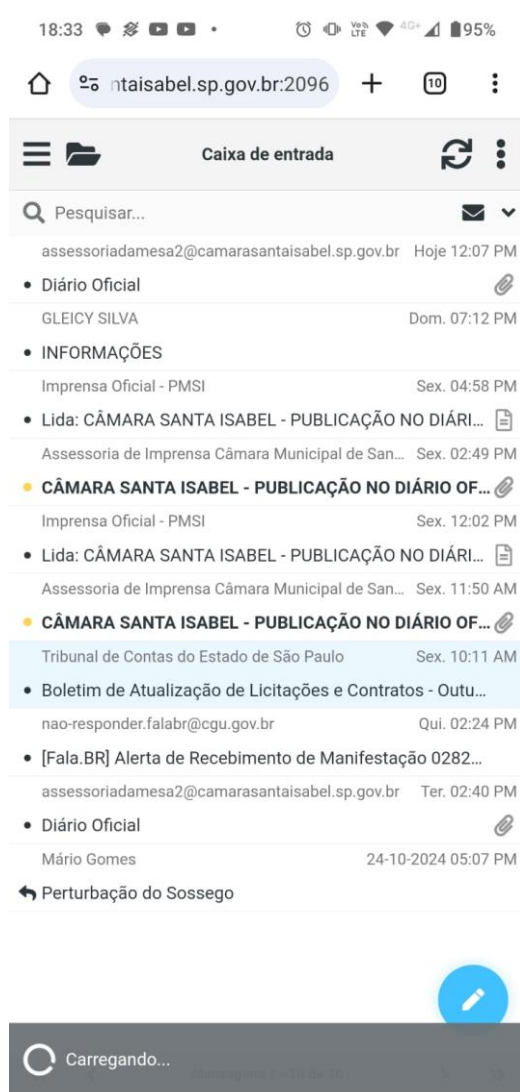 18:33 VoD LTE 4G+ 95%
ntaisabel.sp.gov.br:2096 10
Caixa de entrada
Pesquisar...
assessoriadamesa2@camarasantaisabel.sp.gov.br Hoje 12:07 PM
Diário Oficial
GLEICY SILVA Dom. 07:12 PM
INFORMAÇÕES
Imprensa Oficial - PMSI Sex. 04:58 PM
Lida: CÂMARA SANTA ISABEL - PUBLICAÇÃO NO DIÁRI...
Assessoria de Imprensa Câmara Municipal de San... Sex. 02:49 PM
CÂMARA SANTA ISABEL - PUBLICAÇÃO NO DIÁRIO OF...
Imprensa Oficial - PMSI Sex. 12:02 PM
Lida: CÂMARA SANTA ISABEL - PUBLICAÇÃO NO DIÁRI...
Assessoria de Imprensa Câmara Municipal de San... Sex. 11:50 AM
CÂMARA SANTA ISABEL - PUBLICAÇÃO NO DIÁRIO OF...
Tribunal de Contas do Estado de São Paulo Sex. 10:11 AM
Boletim de Atualização de Licitações e Contratos - Outu...
nao-responder.falabr@cgu.gov.br Qui. 02:24 PM
[Fala.BR] Alerta de Recebimento de Manifestação 0282...
assessoriadamesa2@camarasantaisabel.sp.gov.br Ter. 02:40 PM
Diário Oficial
Mário Gomes 24-10-2024 05:07 PM
Perturbação do Sossego
Carregando...